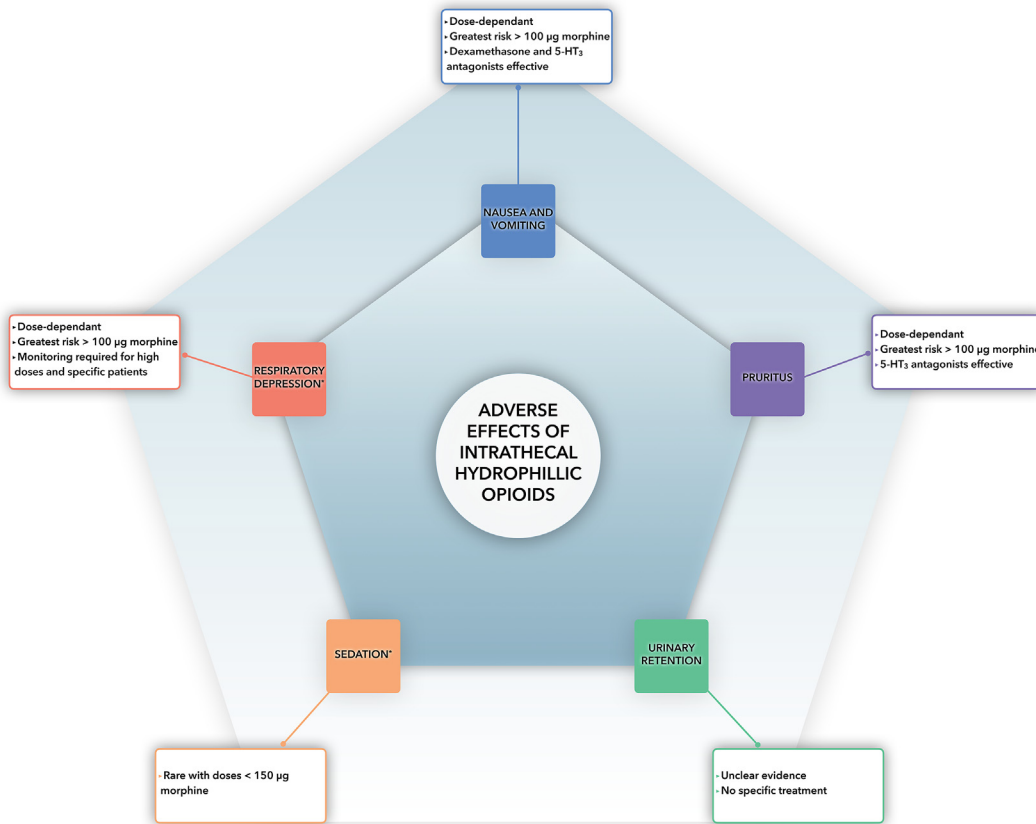 ▸Dose-dependant
▸Greatest risk > 100 µg morphine
▸Dexamethasone and 5-HT₃
antagonists effective
NAUSEA AND
VOMITING
▸Dose-dependant
▸Greatest risk > 100 µg morphine
▸Monitoring required for high
doses and specific patients
RESPIRATORY
DEPRESSION*
▸Dose-dependant
▸Greatest risk > 100 µg morphine
▸5-HT₃ antagonists effective
PRURITUS
ADVERSE
EFFECTS OF
INTRATHECAL
HYDROPHILLIC
OPIOIDS
SEDATION*
URINARY
RETENTION
▸Rare with doses < 150 µg
morphine
▸Unclear evidence
▸No specific treatment